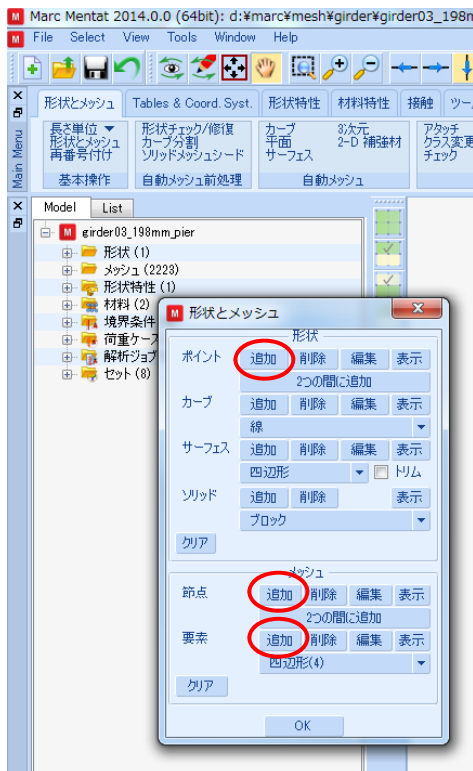 Marc Mentat 2014.0.0 (64bit): d:¥marc¥mesh¥girder¥girder03_198m
File Select View Tools Window Help
形状とメッシュ Tables & Coord. Syst. 形状特性 材料特性 接触 ツー
長さ単位 形状チェック/修復 カーブ 3次元 アタッチ
形状とメッシュ カーブ分割 平面 2-D 補強材 クラス変更
再番号付け ソリッドメッシュシード サーフェス チェック
基本操作 自動メッシュ前処理 自動メッシュ
Main Menu
Model List
girder03_198mm_pier
形状 (1)
メッシュ (2223)
形状特性 (1)
材料 (2)
境界条件
荷重ケース
解析ジョブ
セット (8)
形状とメッシュ
形状
ポイント 追加 削除 編集 表示
2つの間に追加
カーブ 追加 削除 編集 表示
線
サーフェス 追加 削除 編集 表示
四辺形 トリム
ソリッド 追加 削除 表示
ブロック
クリア
メッシュ
節点 追加 削除 編集 表示
2つの間に追加
要素 追加 削除 編集 表示
四辺形(4)
クリア
OK